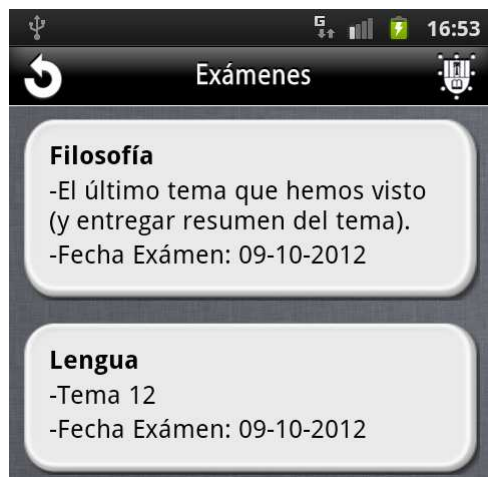 16:53
Exámenes
Filosofía
-El último tema que hemos visto
(y entregar resumen del tema).
-Fecha Exámen: 09-10-2012
Lengua
-Tema 12
-Fecha Exámen: 09-10-2012